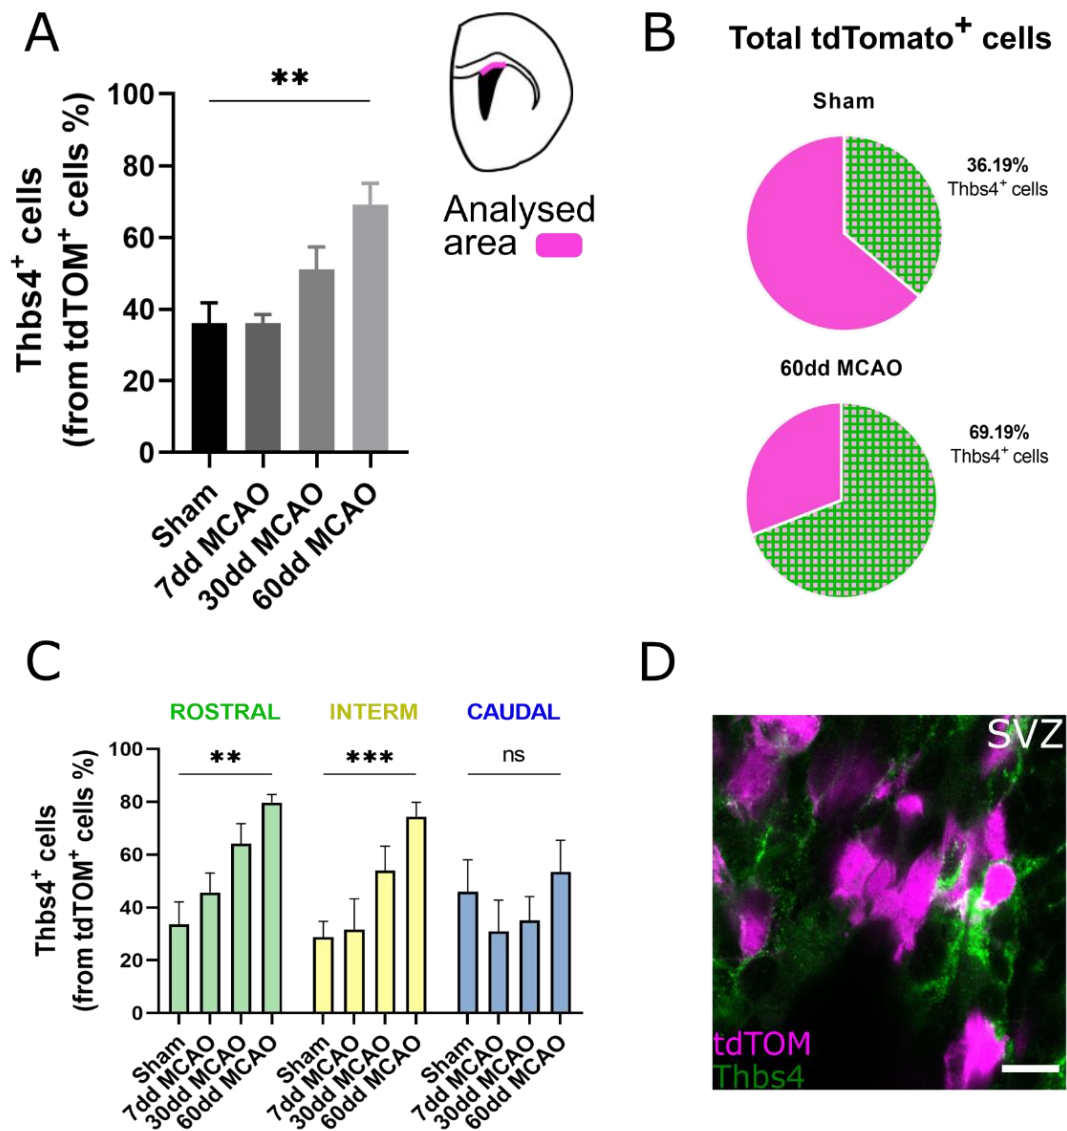 A
**
Thbs4⁺ cells
(from tdTOM⁺ cells %)
100
80
60
40
20
0
Sham
7dd MCAO
30dd MCAO
60dd MCAO
Analysed
area
B
Total tdTomato⁺ cells
Sham
36.19%
Thbs4⁺ cells
60dd MCAO
69.19%
Thbs4⁺ cells
C
ROSTRAL INTERM CAUDAL
** *** ns
Thbs4⁺ cells
(from tdTOM⁺ cells %)
100
80
60
40
20
0
Sham
7dd MCAO
30dd MCAO
60dd MCAO
Sham
7dd MCAO
30dd MCAO
60dd MCAO
Sham
7dd MCAO
30dd MCAO
60dd MCAO
D
SVZ
tdTOM
Thbs4